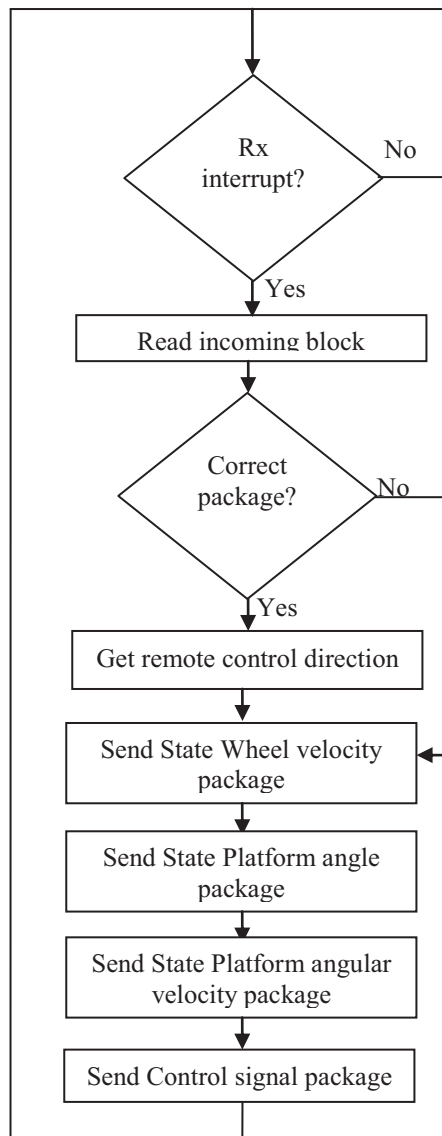 Rx
interrupt?
No
Yes
Read incoming block
Correct
package?
No
Yes
Get remote control direction
Send State Wheel velocity
package
Send State Platform angle
package
Send State Platform angular
velocity package
Send Control signal package